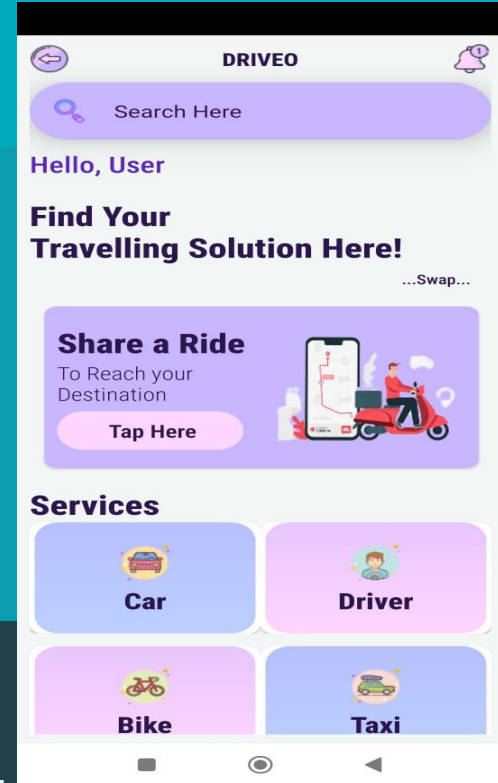 DRIVEO
1
Search Here
Hello, User
Find Your
Travelling Solution Here!
...Swap...
Share a Ride
To Reach your
Destination
Tap Here
Services
Car
Driver
Bike
Taxi